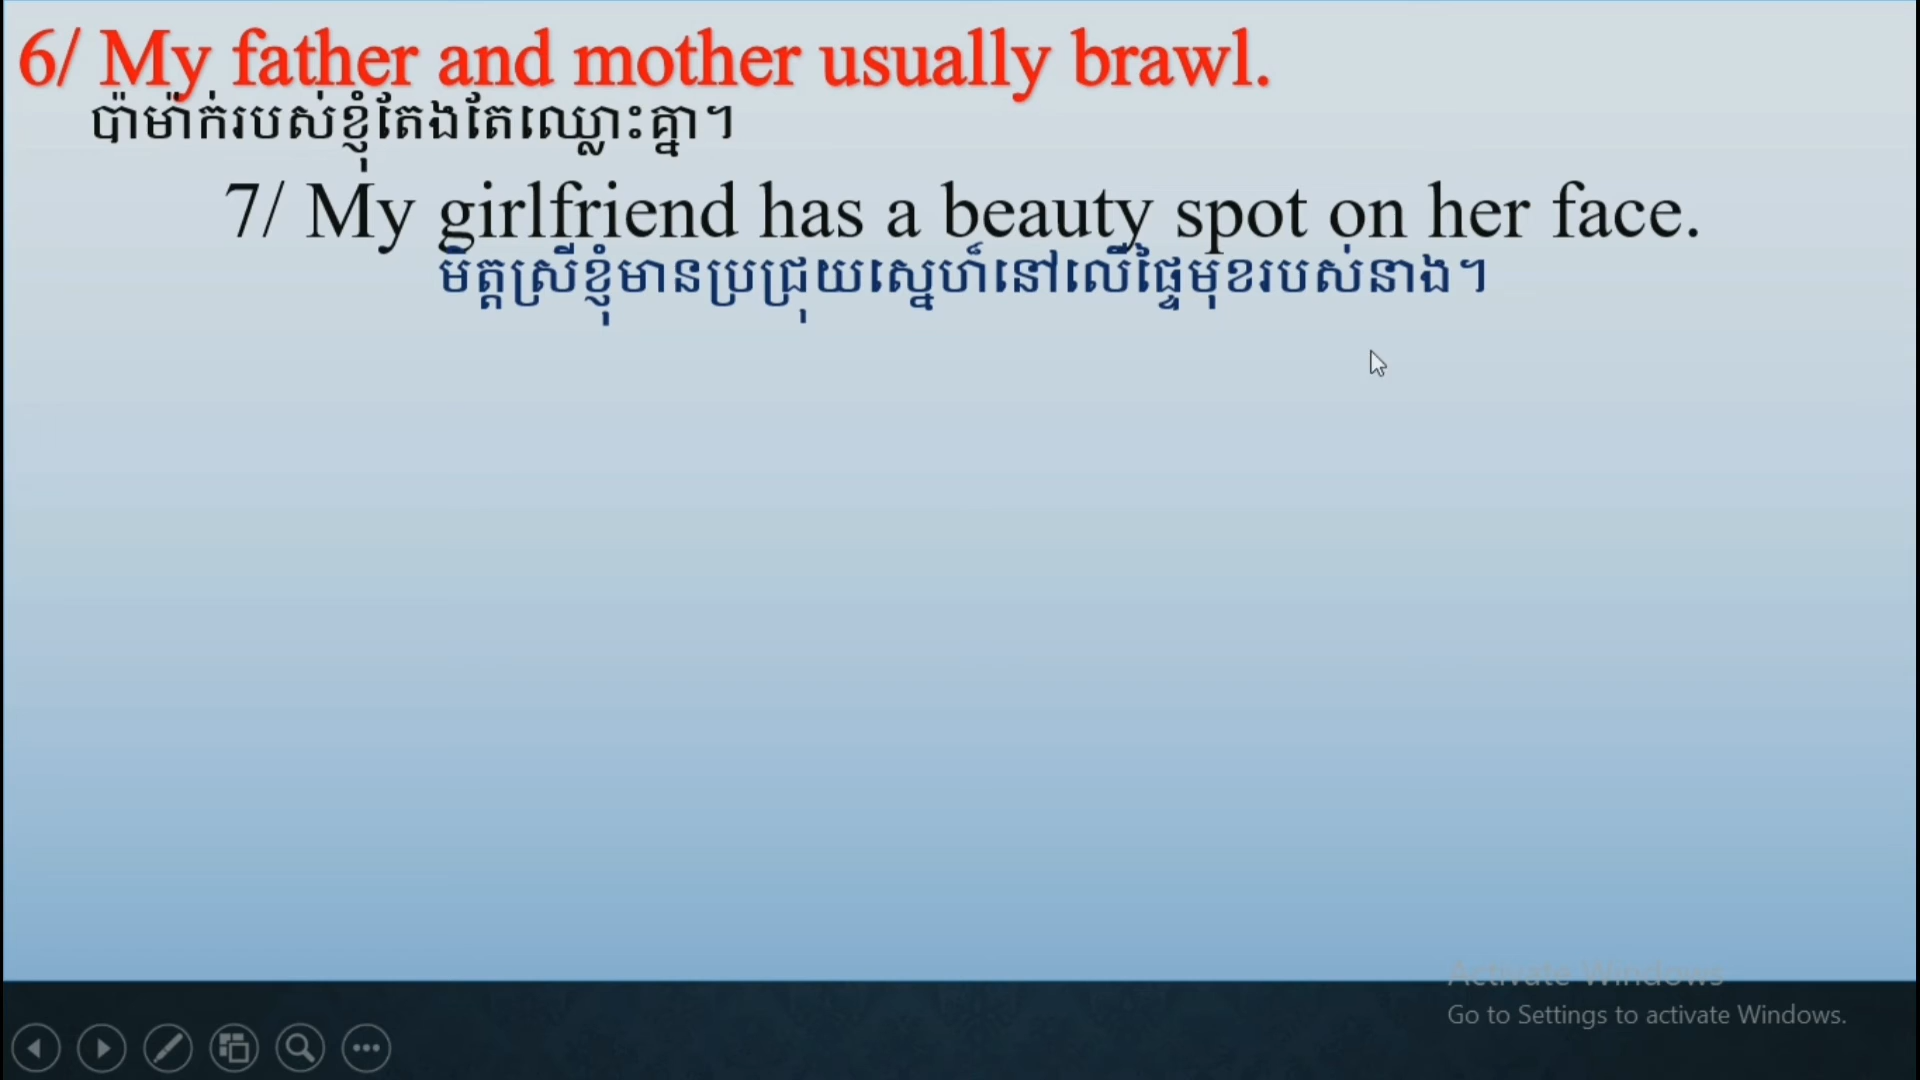 6/ My father and mother usually brawl.
ប៉ាម៉ាក់របស់ខ្ញុំតែងតែឈ្លោះគ្នា។
7/ My girlfriend has a beauty spot on her face.
មិត្តស្រីខ្ញុំមានប្រជ្រុយស្នេហ៍នៅលើផ្ទៃមុខរបស់នាង។
Activate Windows
Go to Settings to activate Windows.